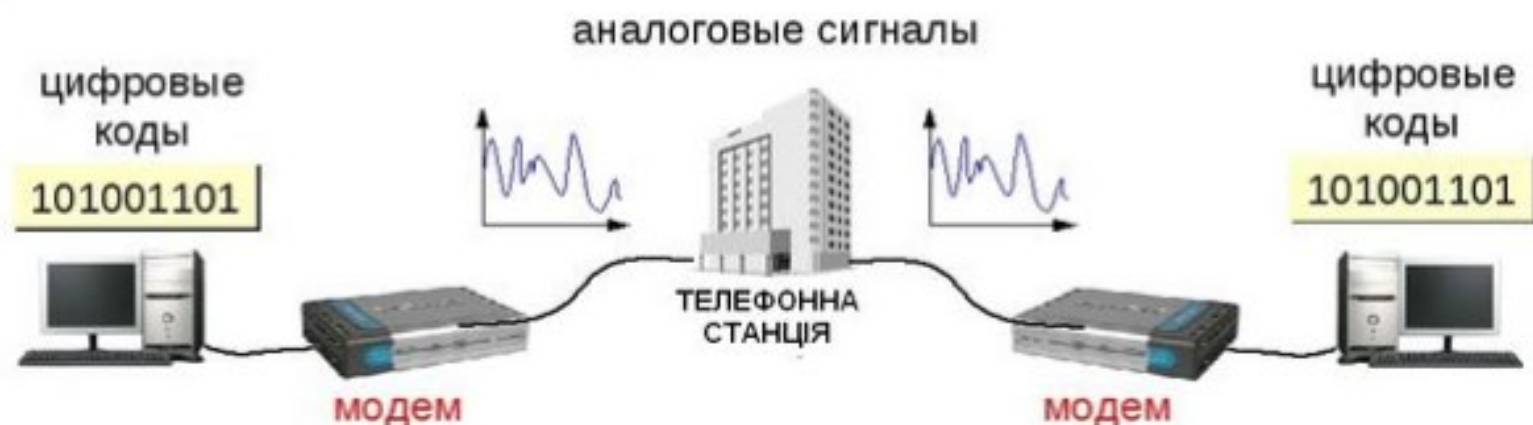 аналоговые сигналы
цифровые
коды
101001101
цифровые
коды
101001101
ТЕЛЕФОННА
СТАНЦІЯ
модем
модем